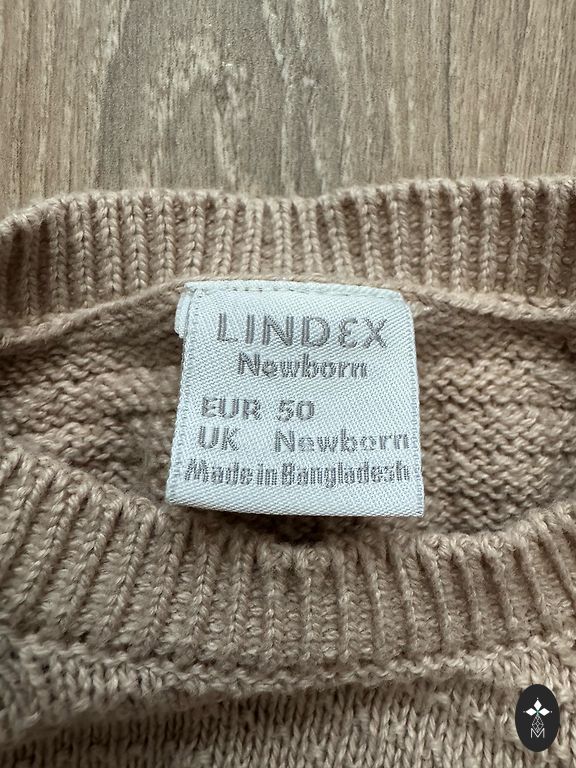 LINDEX
Newborn
EUR 50
UK Newborn
Made in Bangladesh